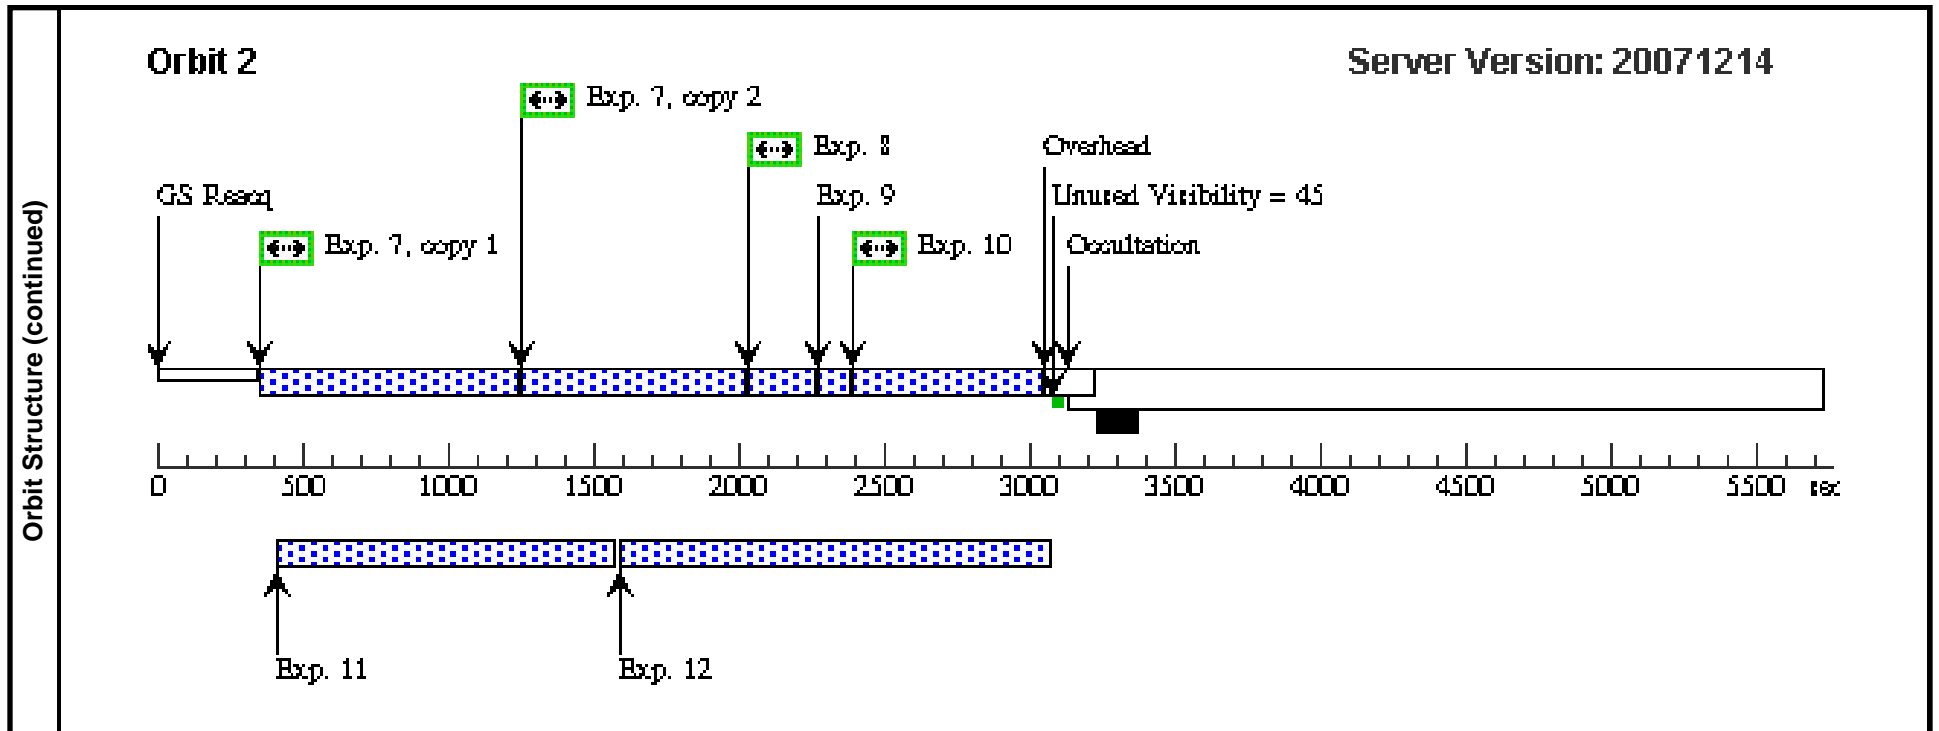 Orbit Structure (continued)
Orbit 2
Server Version: 20071214
Exp. 7, copy 2
Exp. 8
Overhead
GS Reacq
Exp. 9
Unused Visibility = 45
Exp. 7, copy 1
Exp. 10
Occultation
0 500 1000 1500 2000 2500 3000 3500 4000 4500 5000 5500 sec
Exp. 11
Exp. 12